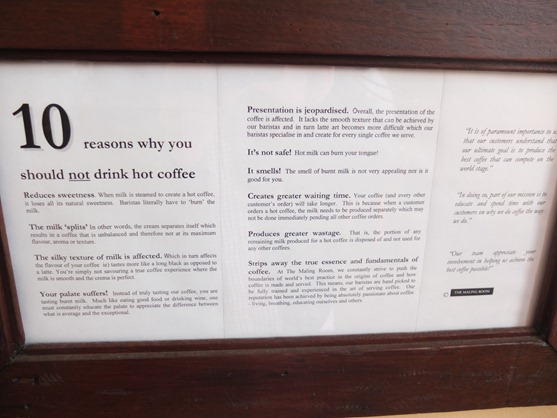 10 reasons why you
should not drink hot coffee
Reduces sweetness. When milk is steamed to create a hot coffee,
it loses all its natural sweetness. Baristas literally have to 'burn' the
milk.
The milk 'splits' In other words, the cream separates itself which
results in a coffee that is unbalanced and therefore not at its maximum
flavour, aroma or texture.
The silky texture of milk is affected. Which in turn affects
the flavour of your coffee ie) tastes more like a long black as opposed to
a latte. You're simply not savouring a true coffee experience where the
milk is smooth and the crema is perfect.
Your palate suffers! Instead of truly tasting our coffee, you are
tasting burnt milk. Much like eating good food or drinking wine, one
must constantly educate the palate to appreciate the difference between
what is average and the exceptional.
Presentation is jeopardised. Overall, the presentation of the
coffee is affected. It lacks the smooth texture that can be achieved by
our baristas and in turn latte art becomes more difficult which our
baristas specialise in and create for every single coffee we serve.
It's not safe! Hot milk can burn your tongue!
It smells! The smell of burnt milk is not very appealing nor is it
good for you.
Creates greater waiting time. Your coffee (and every other
customer's order) will take longer. This is because when a customer
orders a hot coffee, the milk needs to be produced separately which may
not be done immediately pending all other coffee orders.
Produces greater wastage. That is, the portion of any
remaining milk produced for a hot coffee is disposed of and not used for
any other coffees.
Strips away the true essence and fundamentals of
coffee. At The Maling Room, we constantly strive to push the
boundaries of world's best practice in the origins of coffee and how
coffee is made and served. This means, our baristas are hand picked to
be fully trained and experienced in the art of serving coffee. Our
reputation has been achieved by being absolutely passionate about coffee
- living, breathing, educating ourselves and others.
"It is of paramount importance to us
that our customers understand that
our ultimate goal is to produce the
best coffee that can compete on the
world stage."
"In doing so, part of our mission is to
educate and spend time with our
customers on why we do coffee the way
we do."
"Our team appreciate your
involvement in helping us achieve the
best coffee possible!"
© THE MALING ROOM